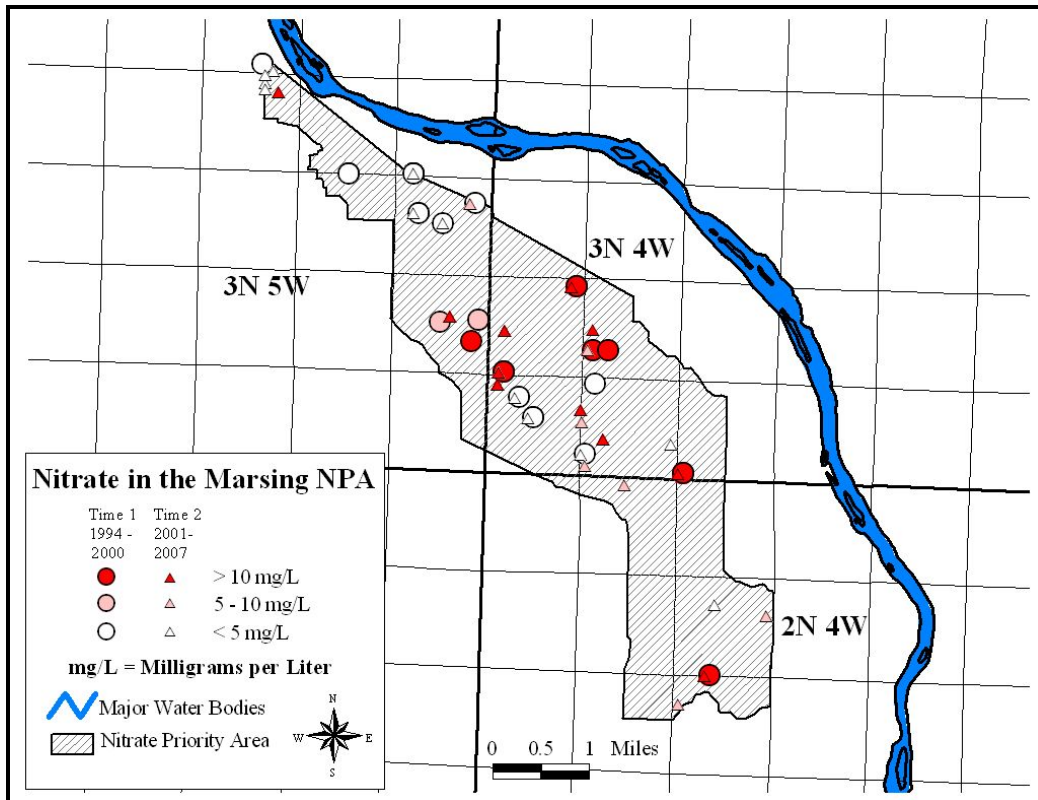 3N 4W
3N 5W
2N 4W
Nitrate in the Marsing NPA
Time 1 Time 2
1994 - 2001-
2000 2007
> 10 mg/L
5 - 10 mg/L
< 5 mg/L
mg/L = Milligrams per Liter
Major Water Bodies
Nitrate Priority Area
N
W E
S
0 0.5 1 Miles